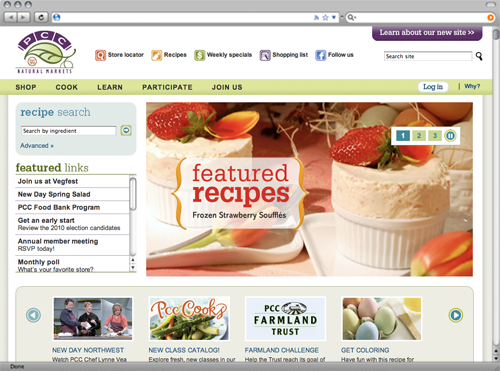 Learn about our new site >>
PCC
NATURAL MARKETS
Store locator
Recipes
Weekly specials
Shopping list
Follow us
Search site
SHOP
COOK
LEARN
PARTICIPATE
JOIN US
Log in
Why?
recipe search
Search by ingredient
Advanced »
featured links
Join us at Vegfest
New Day Spring Salad
PCC Food Bank Program
Get an early start
Review the 2010 election candidates
Annual member meeting
RSVP today!
Monthly poll
What's your favorite store?
1 2 3
featured
recipes
Frozen Strawberry Soufflés
PCC Cooks
PCC
FARMLAND
TRUST
NEW DAY NORTHWEST
Watch PCC Chef Lynne Vea
NEW CLASS CATALOG!
Explore fresh, new classes in our
FARMLAND CHALLENGE
Help the Trust reach its goal of
GET COLORING
Have fun with this recipe for
Done